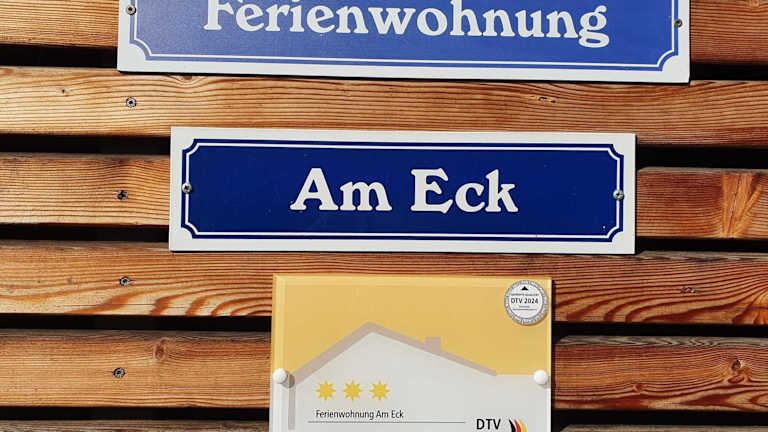 Ferienwohnung
Am Eck
DTV 2024
Ferienwohnung Am Eck
DTV